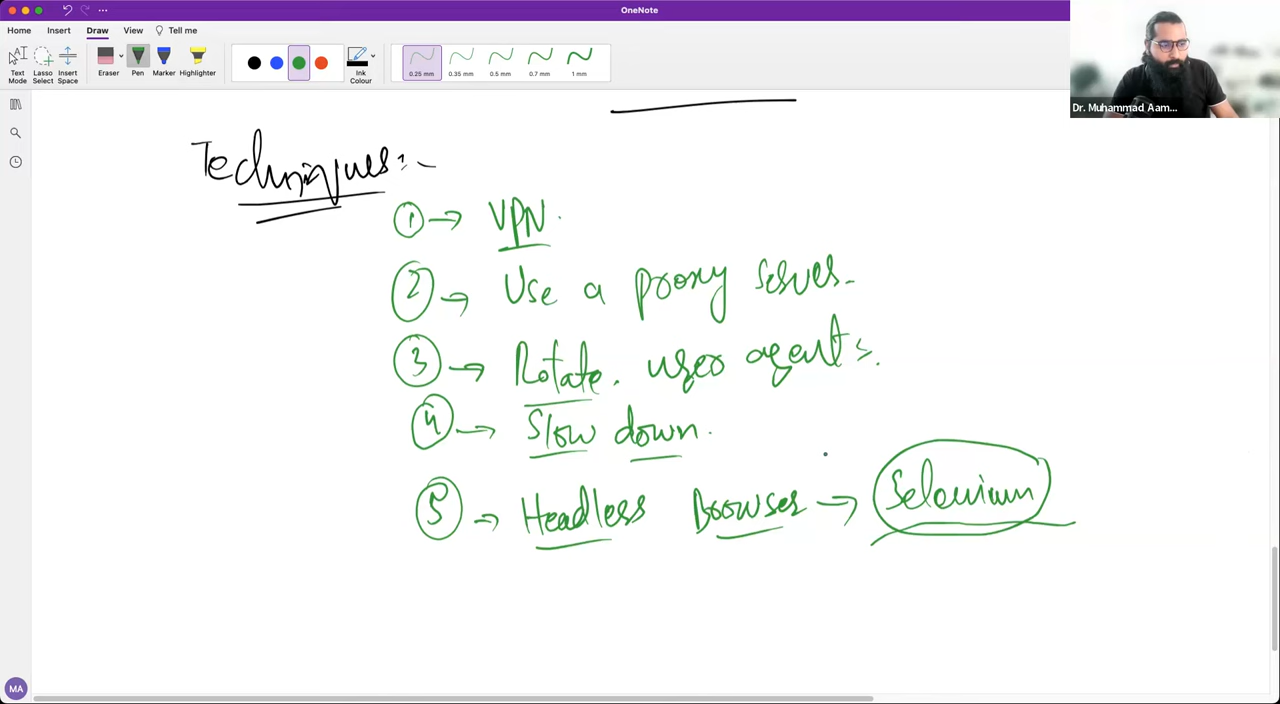 OneNote
Home Insert Draw View Tell me
Text Mode
Lasso Select
Insert Space
Eraser
Pen
Marker
Highlighter
Ink Colour
0.25 mm
0.35 mm
0.5 mm
0.7 mm
1 mm
Dr. Muhammad Aam...
Techniques:-
1 → VPN.
2 → Use a proxy server.
3 → Rotate. user agents.
4 → Slow down.
5 → Headless Browser → Selenium
MA